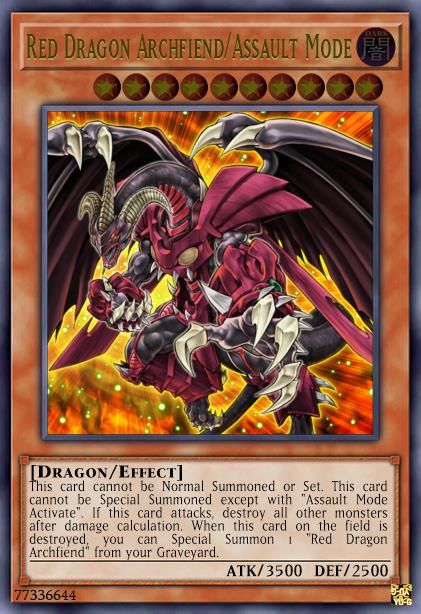 Red Dragon Archfiend/Assault Mode
DARK
闇
[Dragon/Effect]
This card cannot be Normal Summoned or Set. This card
cannot be Special Summoned except with "Assault Mode
Activate". If this card attacks, destroy all other monsters
after damage calculation. When this card on the field is
destroyed, you can Special Summon 1 "Red Dragon
Archfiend" from your Graveyard.
ATK/3500 DEF/2500
77336644